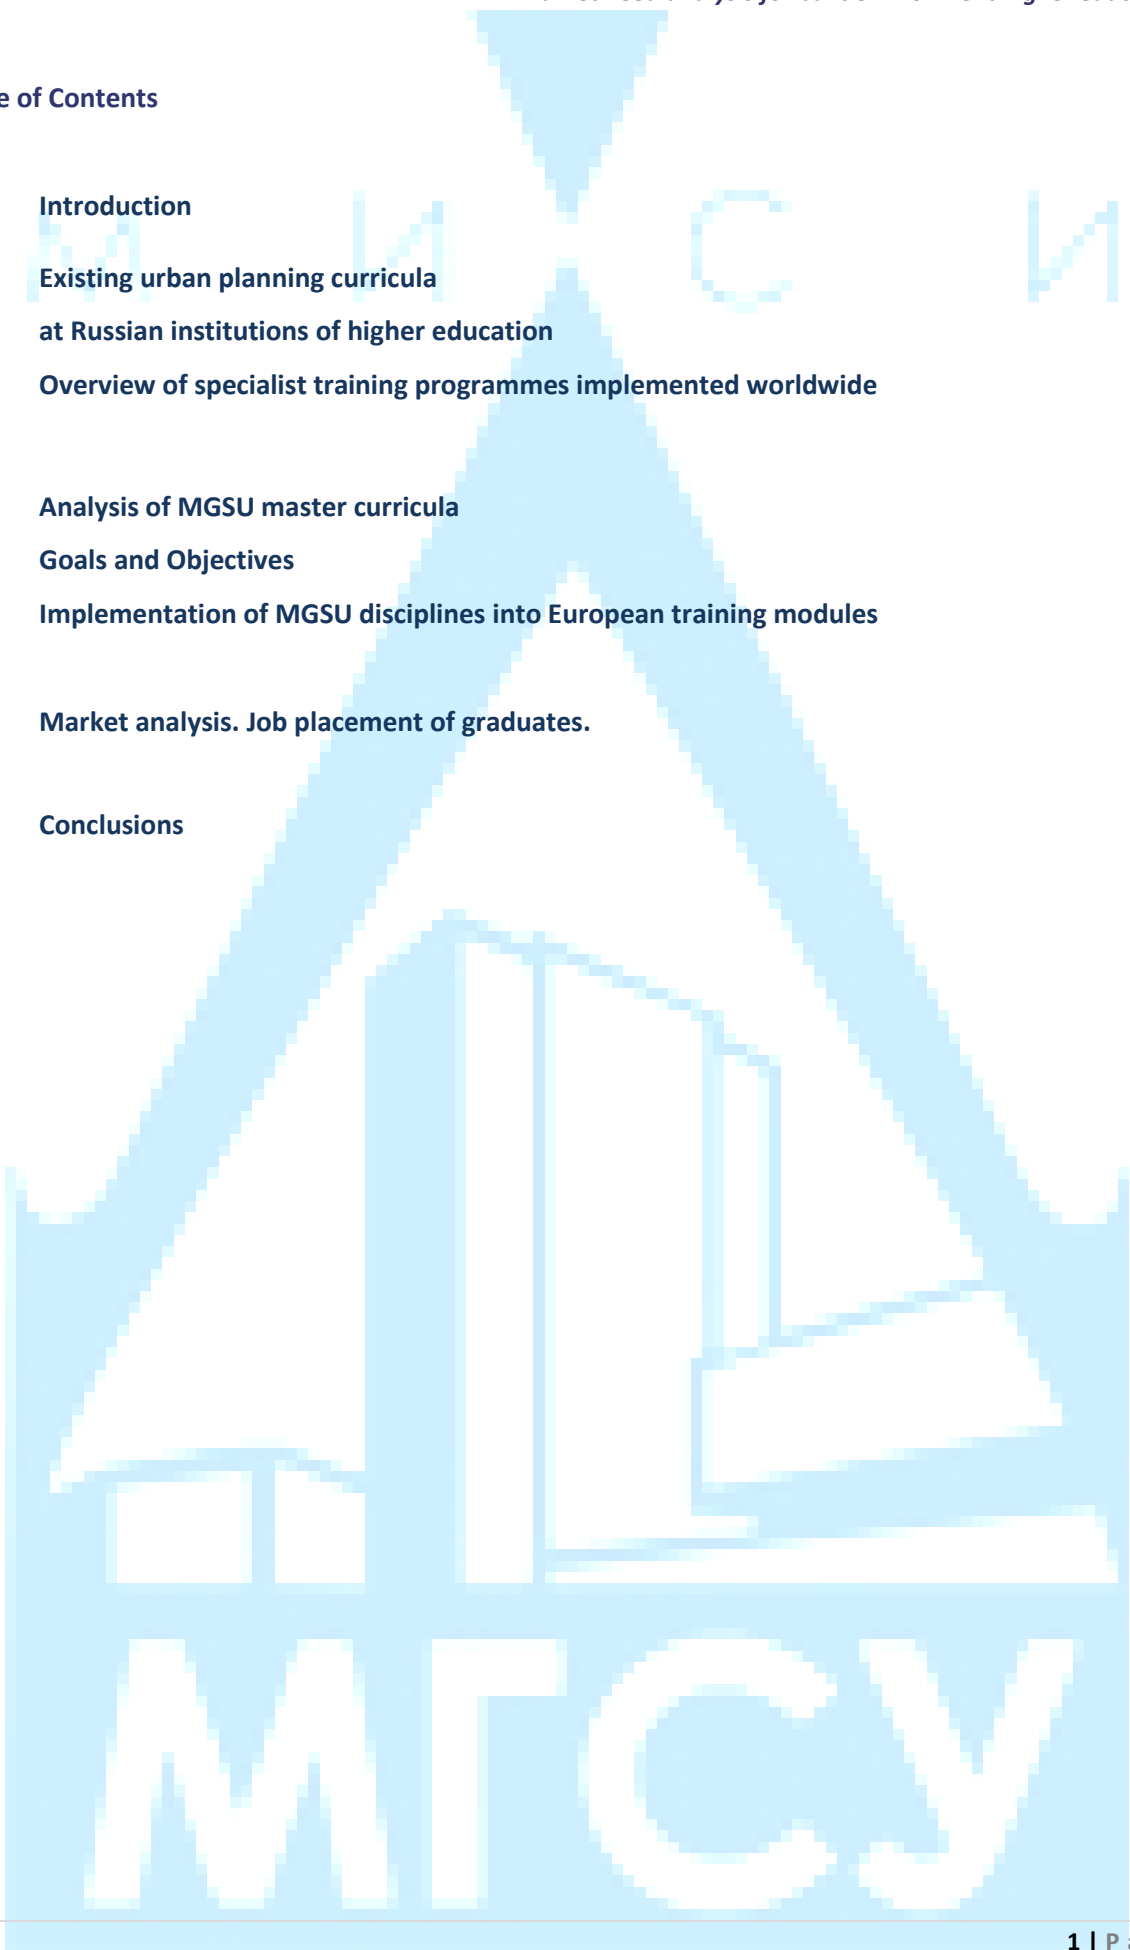 of Contents
М И С И
Introduction
Existing urban planning curricula
at Russian institutions of higher education
Overview of specialist training programmes implemented worldwide
Analysis of MGSU master curricula
Goals and Objectives
Implementation of MGSU disciplines into European training modules
Market analysis. Job placement of graduates.
Conclusions
МГСУ
1 | P